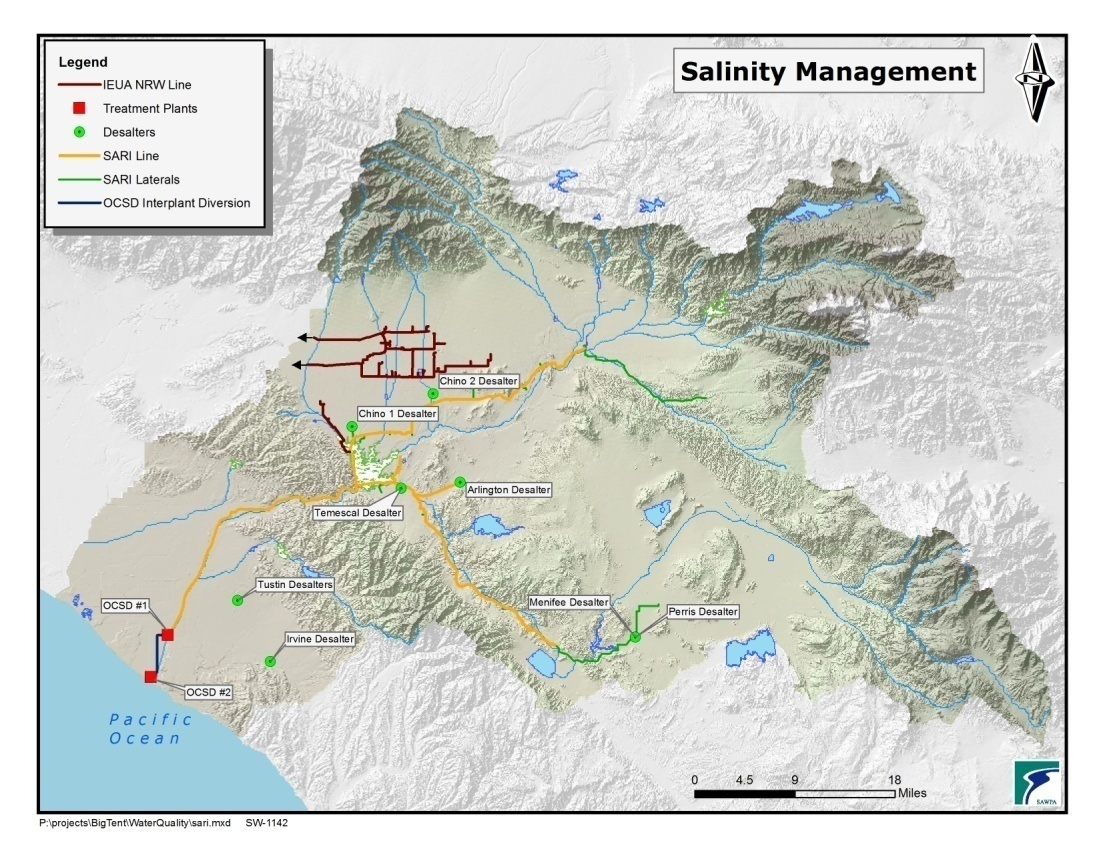 Salinity Management
Legend
IEUA NRW Line
Treatment Plants
Desalters
SARI Line
SARI Laterals
OCSD Interplant Diversion
N
Chino 2 Desalter
Chino 1 Desalter
Arlington Desalter
Temescal Desalter
Tustin Desalters
Menifee Desalter
Perris Desalter
OCSD #1
Irvine Desalter
OCSD #2
Pacific
Ocean
0 4.5 9 18
Miles
SAWPA
P:\projects\BigTent\WaterQuality\sari.mxd SW-1142